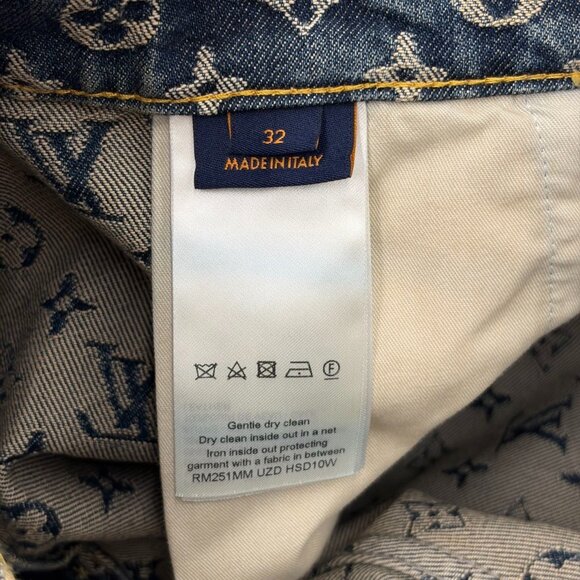 32
MADE IN ITALY
F
Gentle dry clean
Dry clean inside out in a net
Iron inside out protecting
garment with a fabric in between
RM251MM UZD HSD10W